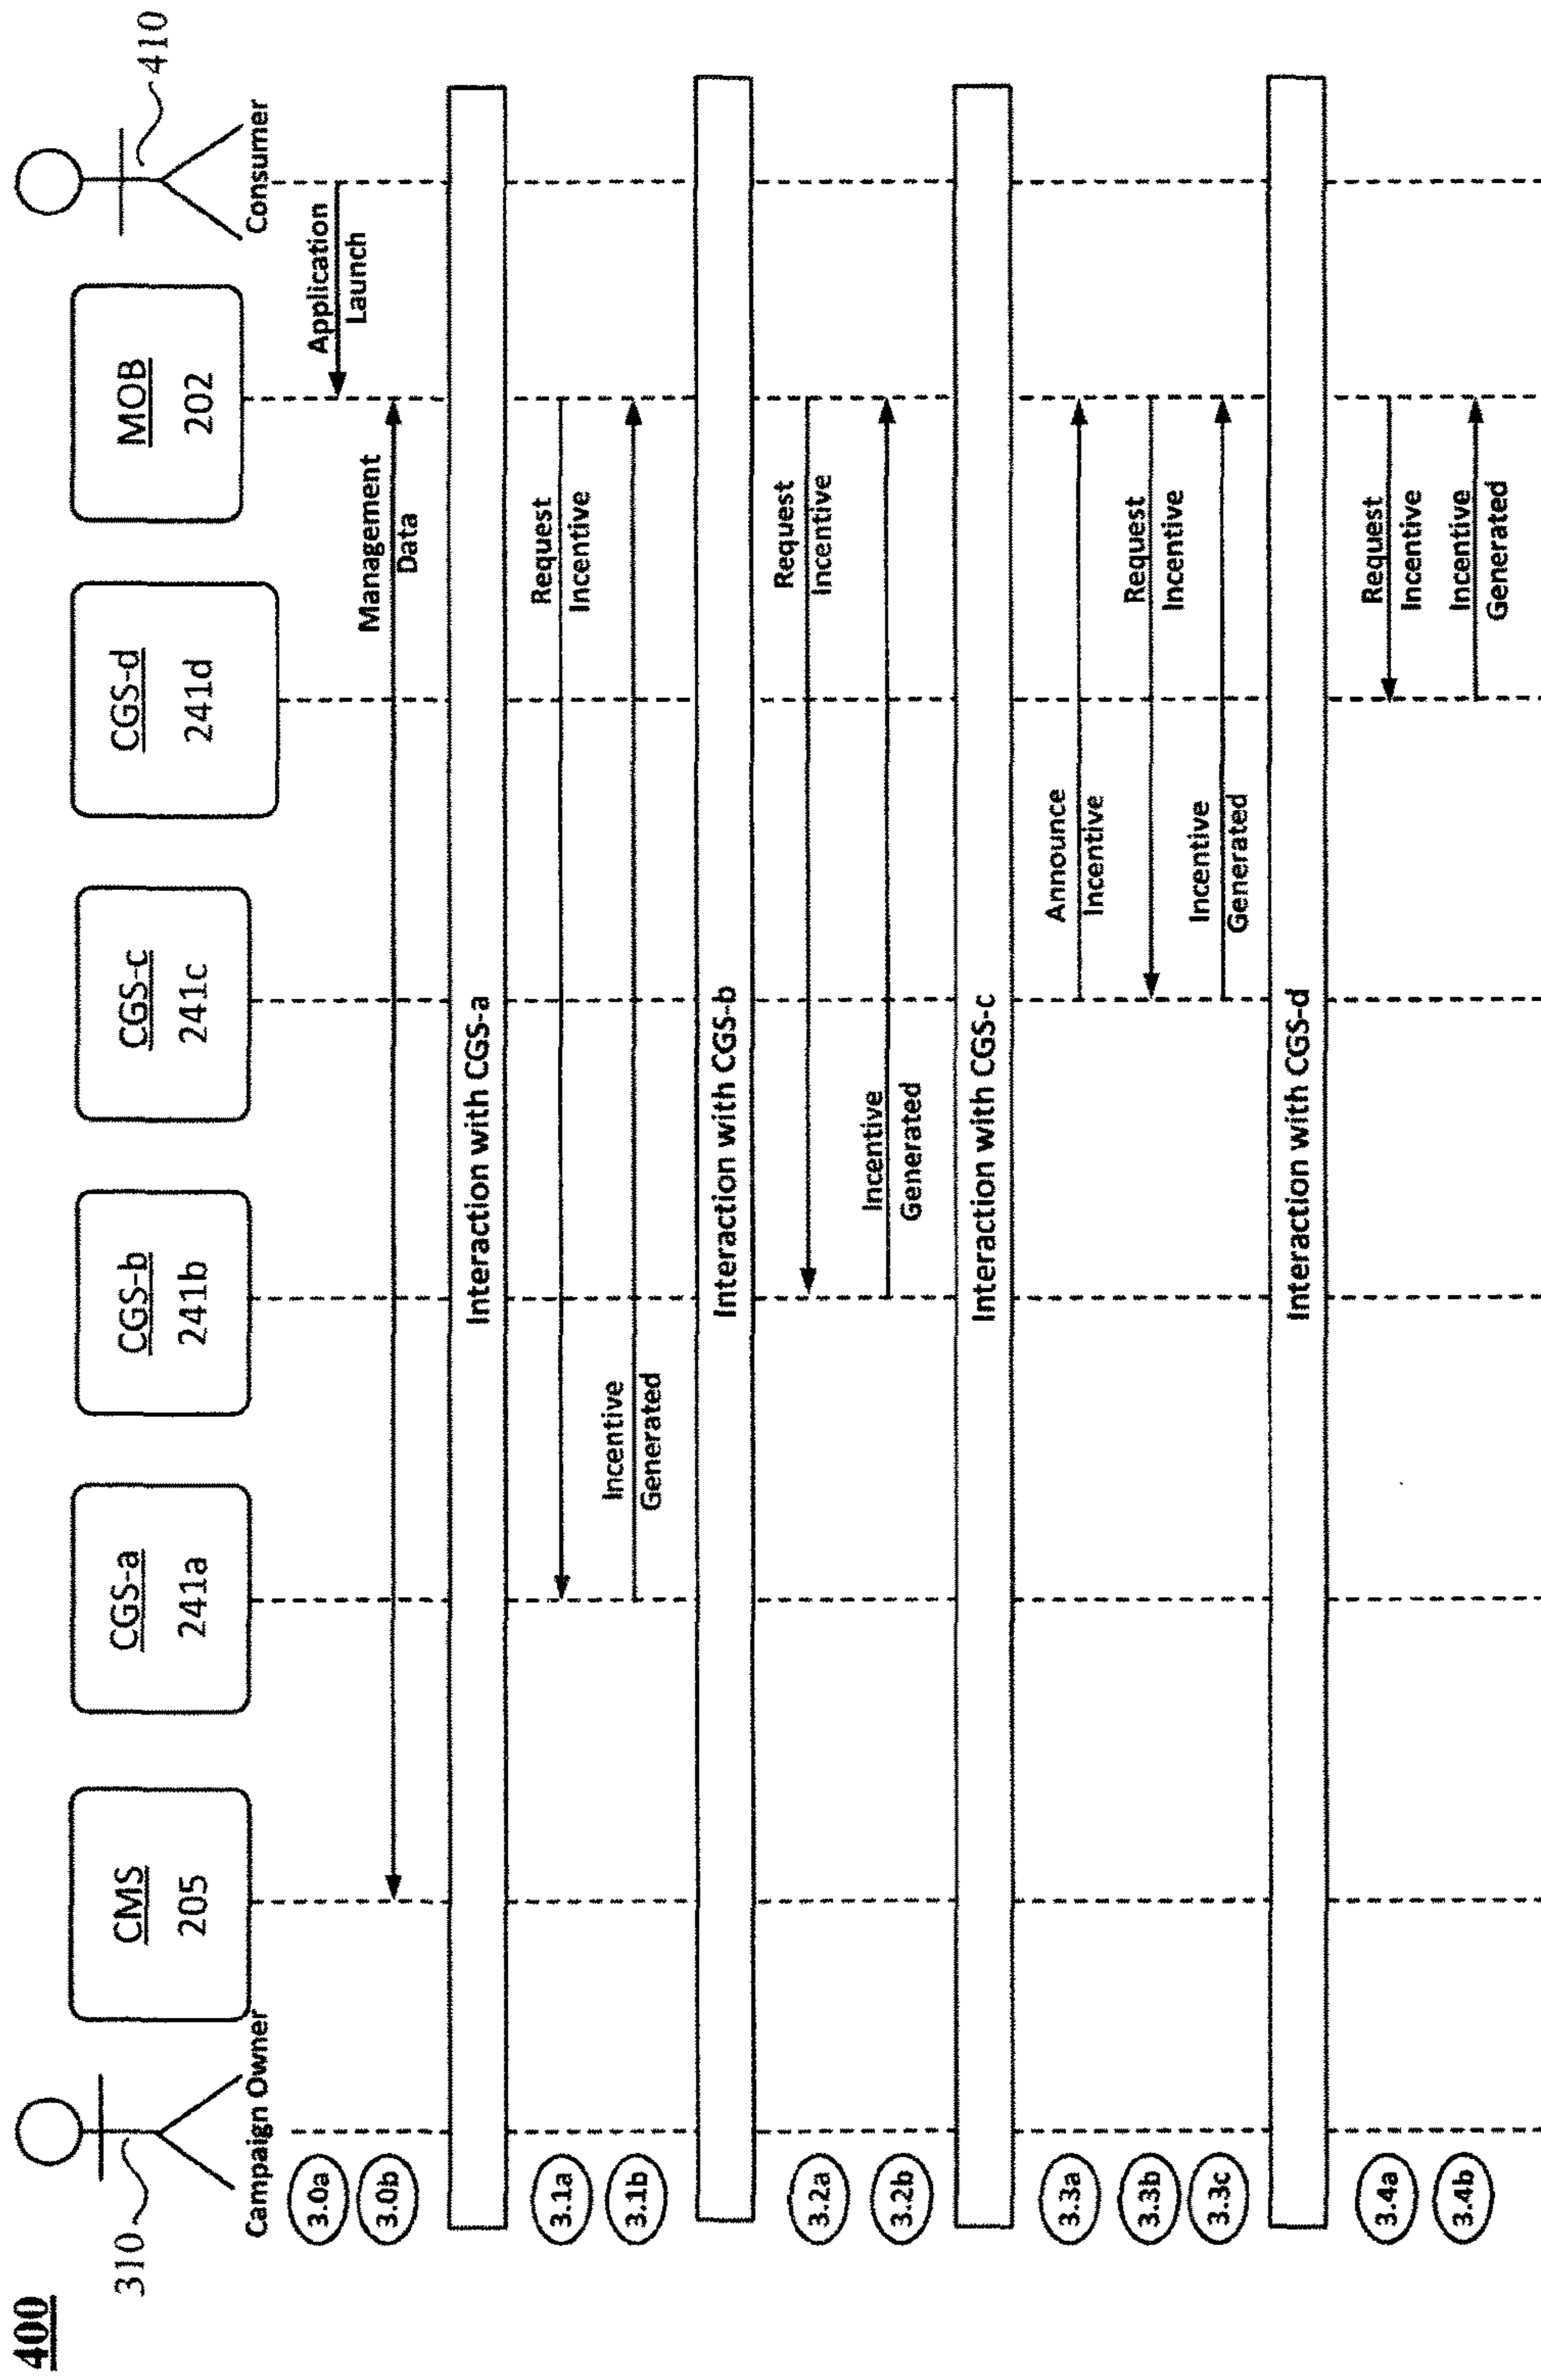 400
310
Campaign Owner
CMS
205
CGS-a
241a
CGS-b
241b
CGS-c
241c
CGS-d
241d
MOB
202
Consumer
410
3.0a
Application
Launch
3.0b
Management
Data
Interaction with CGS-a
3.1a
Request
Incentive
3.1b
Incentive
Generated
Interaction with CGS-b
3.2a
Request
Incentive
3.2b
Incentive
Generated
Interaction with CGS-c
3.3a
Announce
Incentive
3.3b
Request
Incentive
3.3c
Incentive
Generated
Interaction with CGS-d
3.4a
Request
Incentive
3.4b
Incentive
Generated